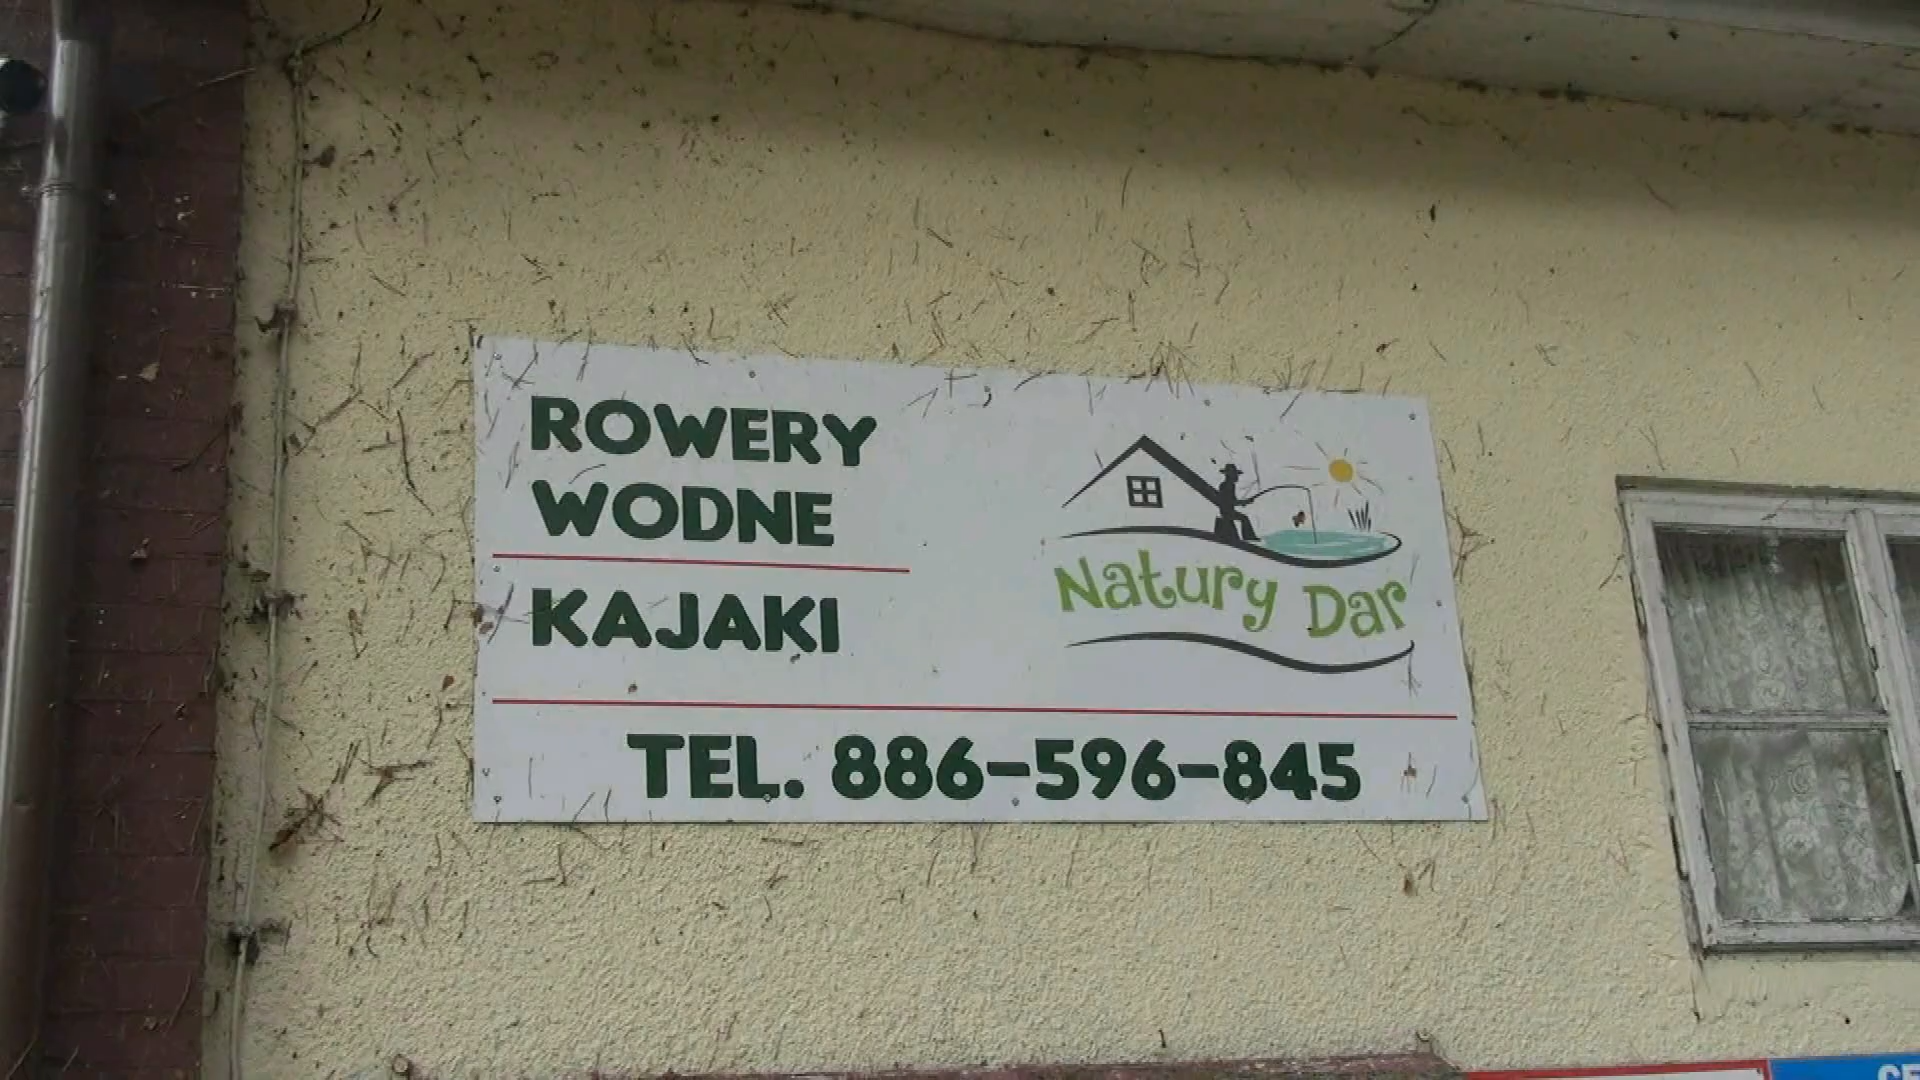 ROWERY
WODNE
KAJAKI
Natury Dar
TEL. 886-596-845